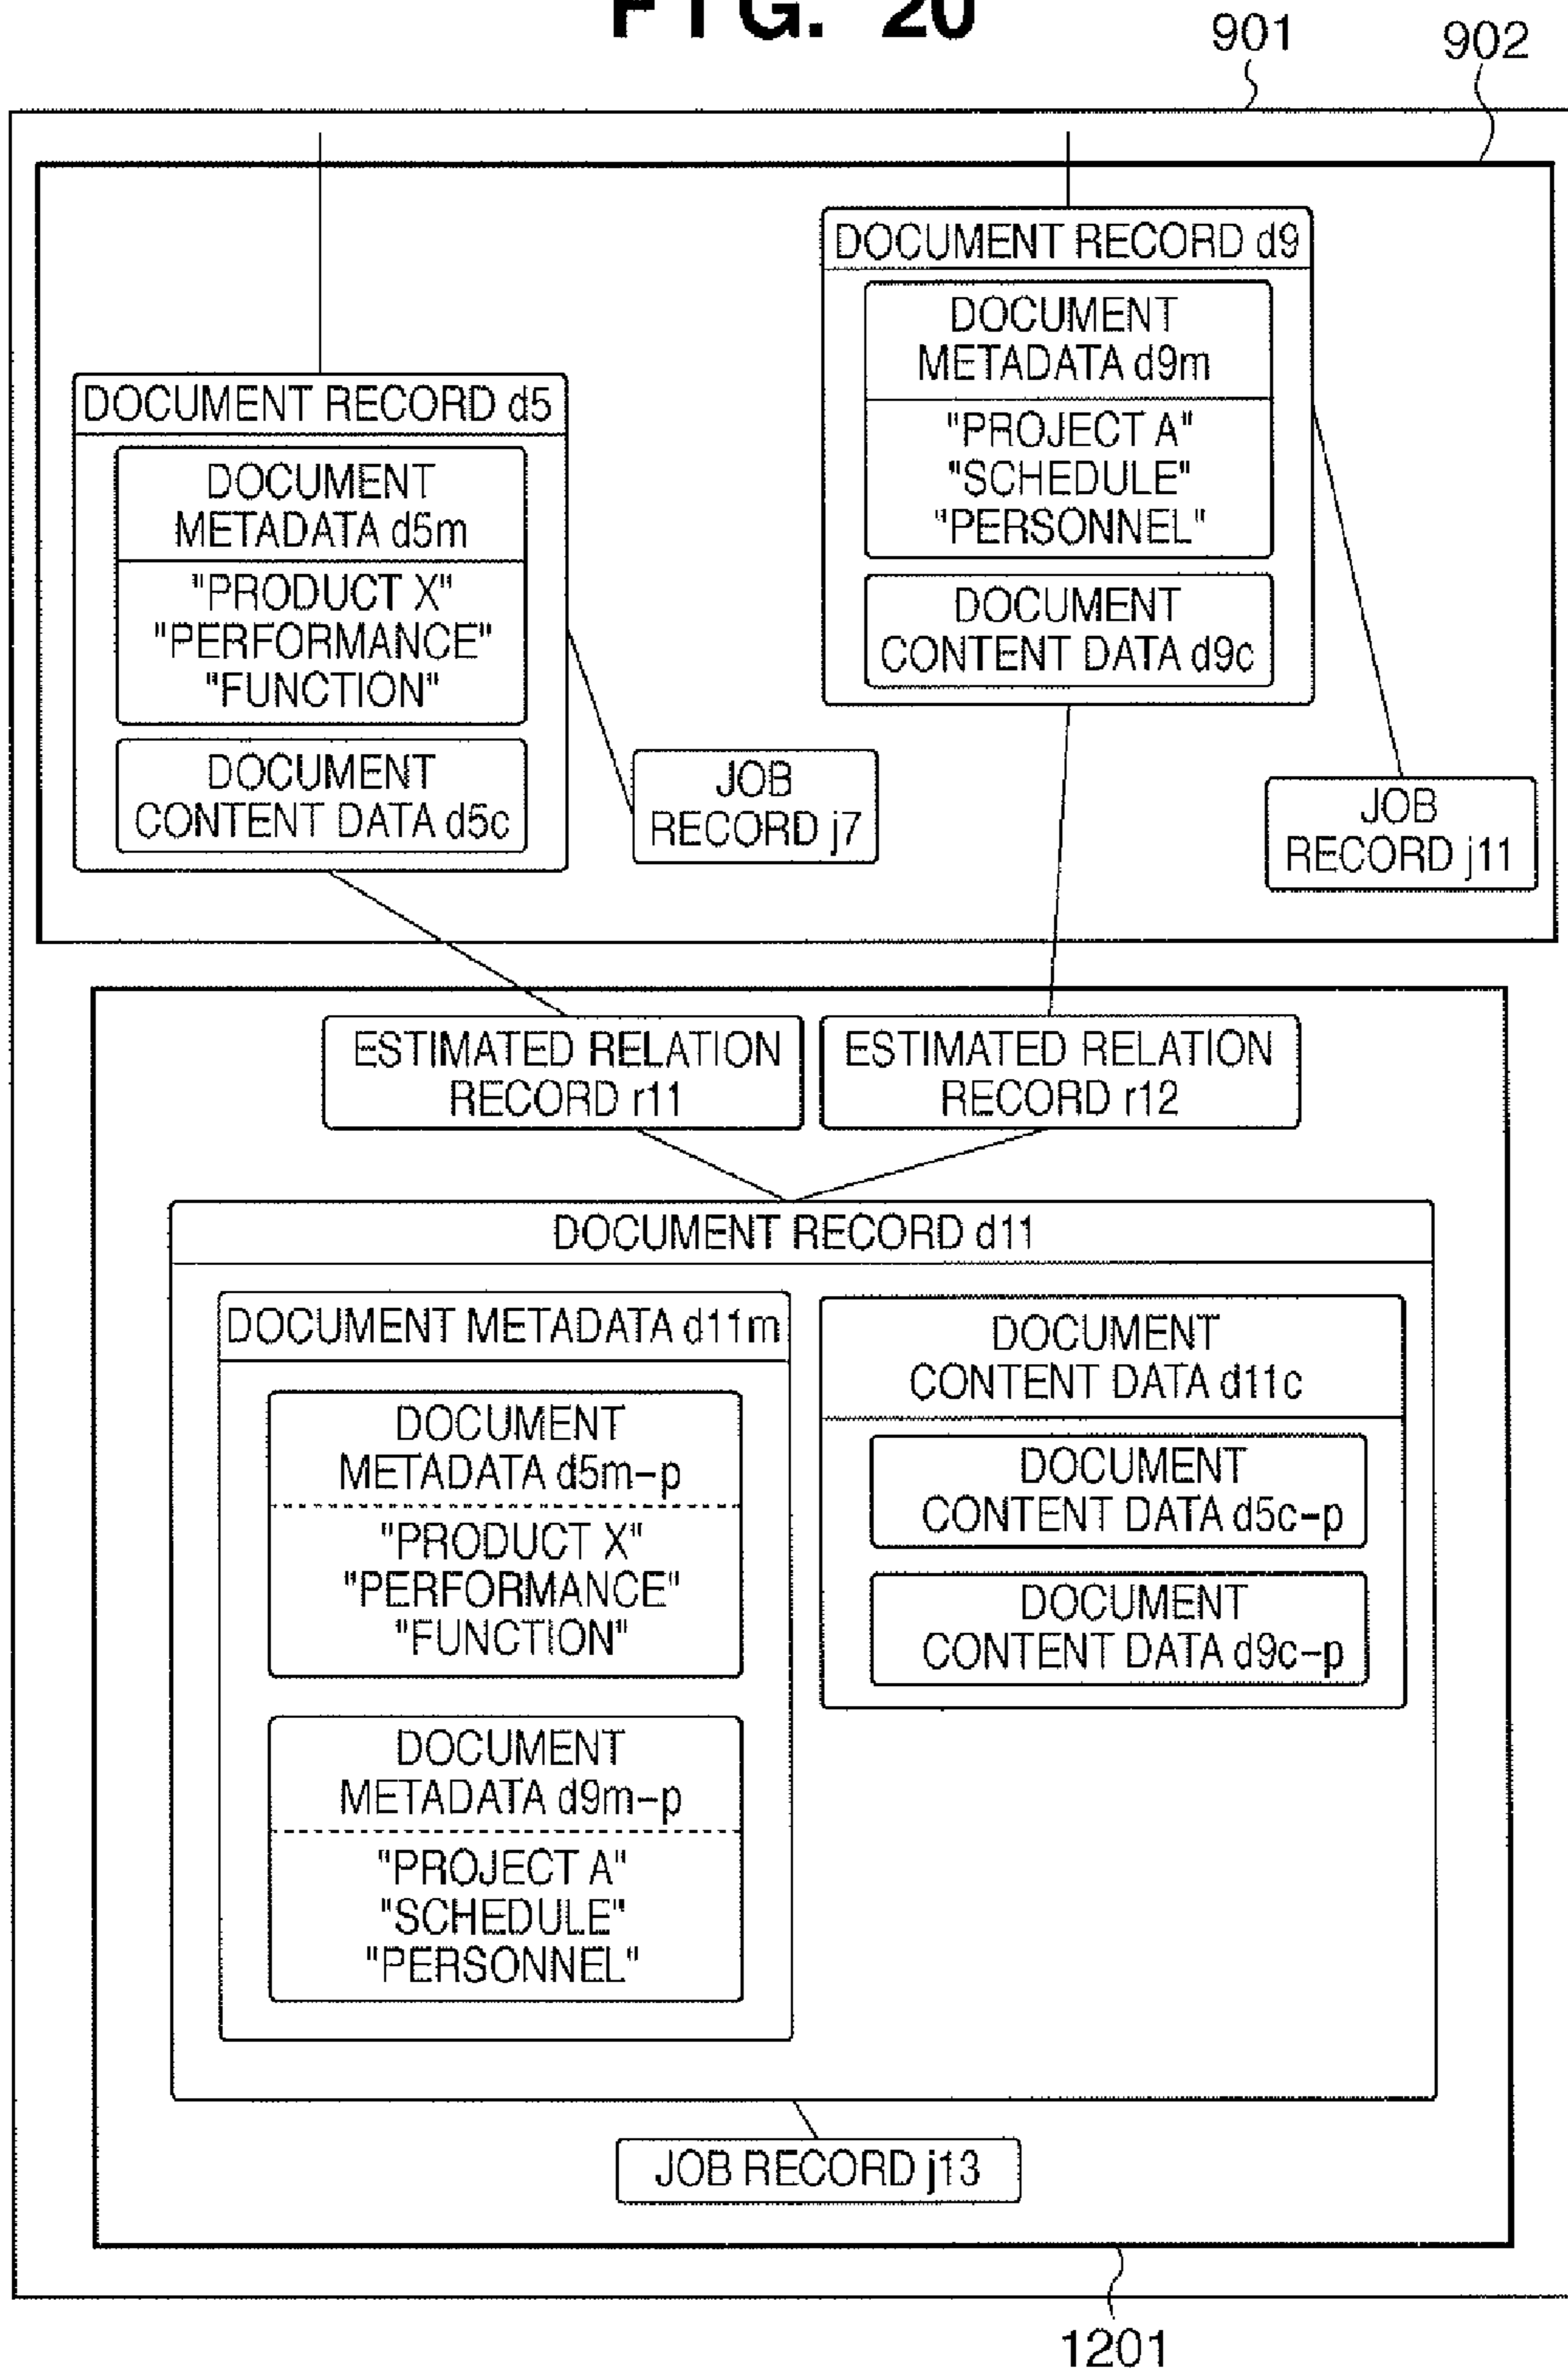 FIG. 20
901
902
DOCUMENT RECORD d9
DOCUMENT
METADATA d9m
"PROJECT A"
"SCHEDULE"
"PERSONNEL"
DOCUMENT
CONTENT DATA d9c
DOCUMENT RECORD d5
DOCUMENT
METADATA d5m
"PRODUCT X"
"PERFORMANCE"
"FUNCTION"
DOCUMENT
CONTENT DATA d5c
JOB
RECORD j7
JOB
RECORD j11
ESTIMATED RELATION
RECORD r11
ESTIMATED RELATION
RECORD r12
DOCUMENT RECORD d11
DOCUMENT METADATA d11m
DOCUMENT
METADATA d5m-p
"PRODUCT X"
"PERFORMANCE"
"FUNCTION"
DOCUMENT
METADATA d9m-p
"PROJECT A"
"SCHEDULE"
"PERSONNEL"
DOCUMENT
CONTENT DATA d11c
DOCUMENT
CONTENT DATA d5c-p
DOCUMENT
CONTENT DATA d9c-p
JOB RECORD j13
1201